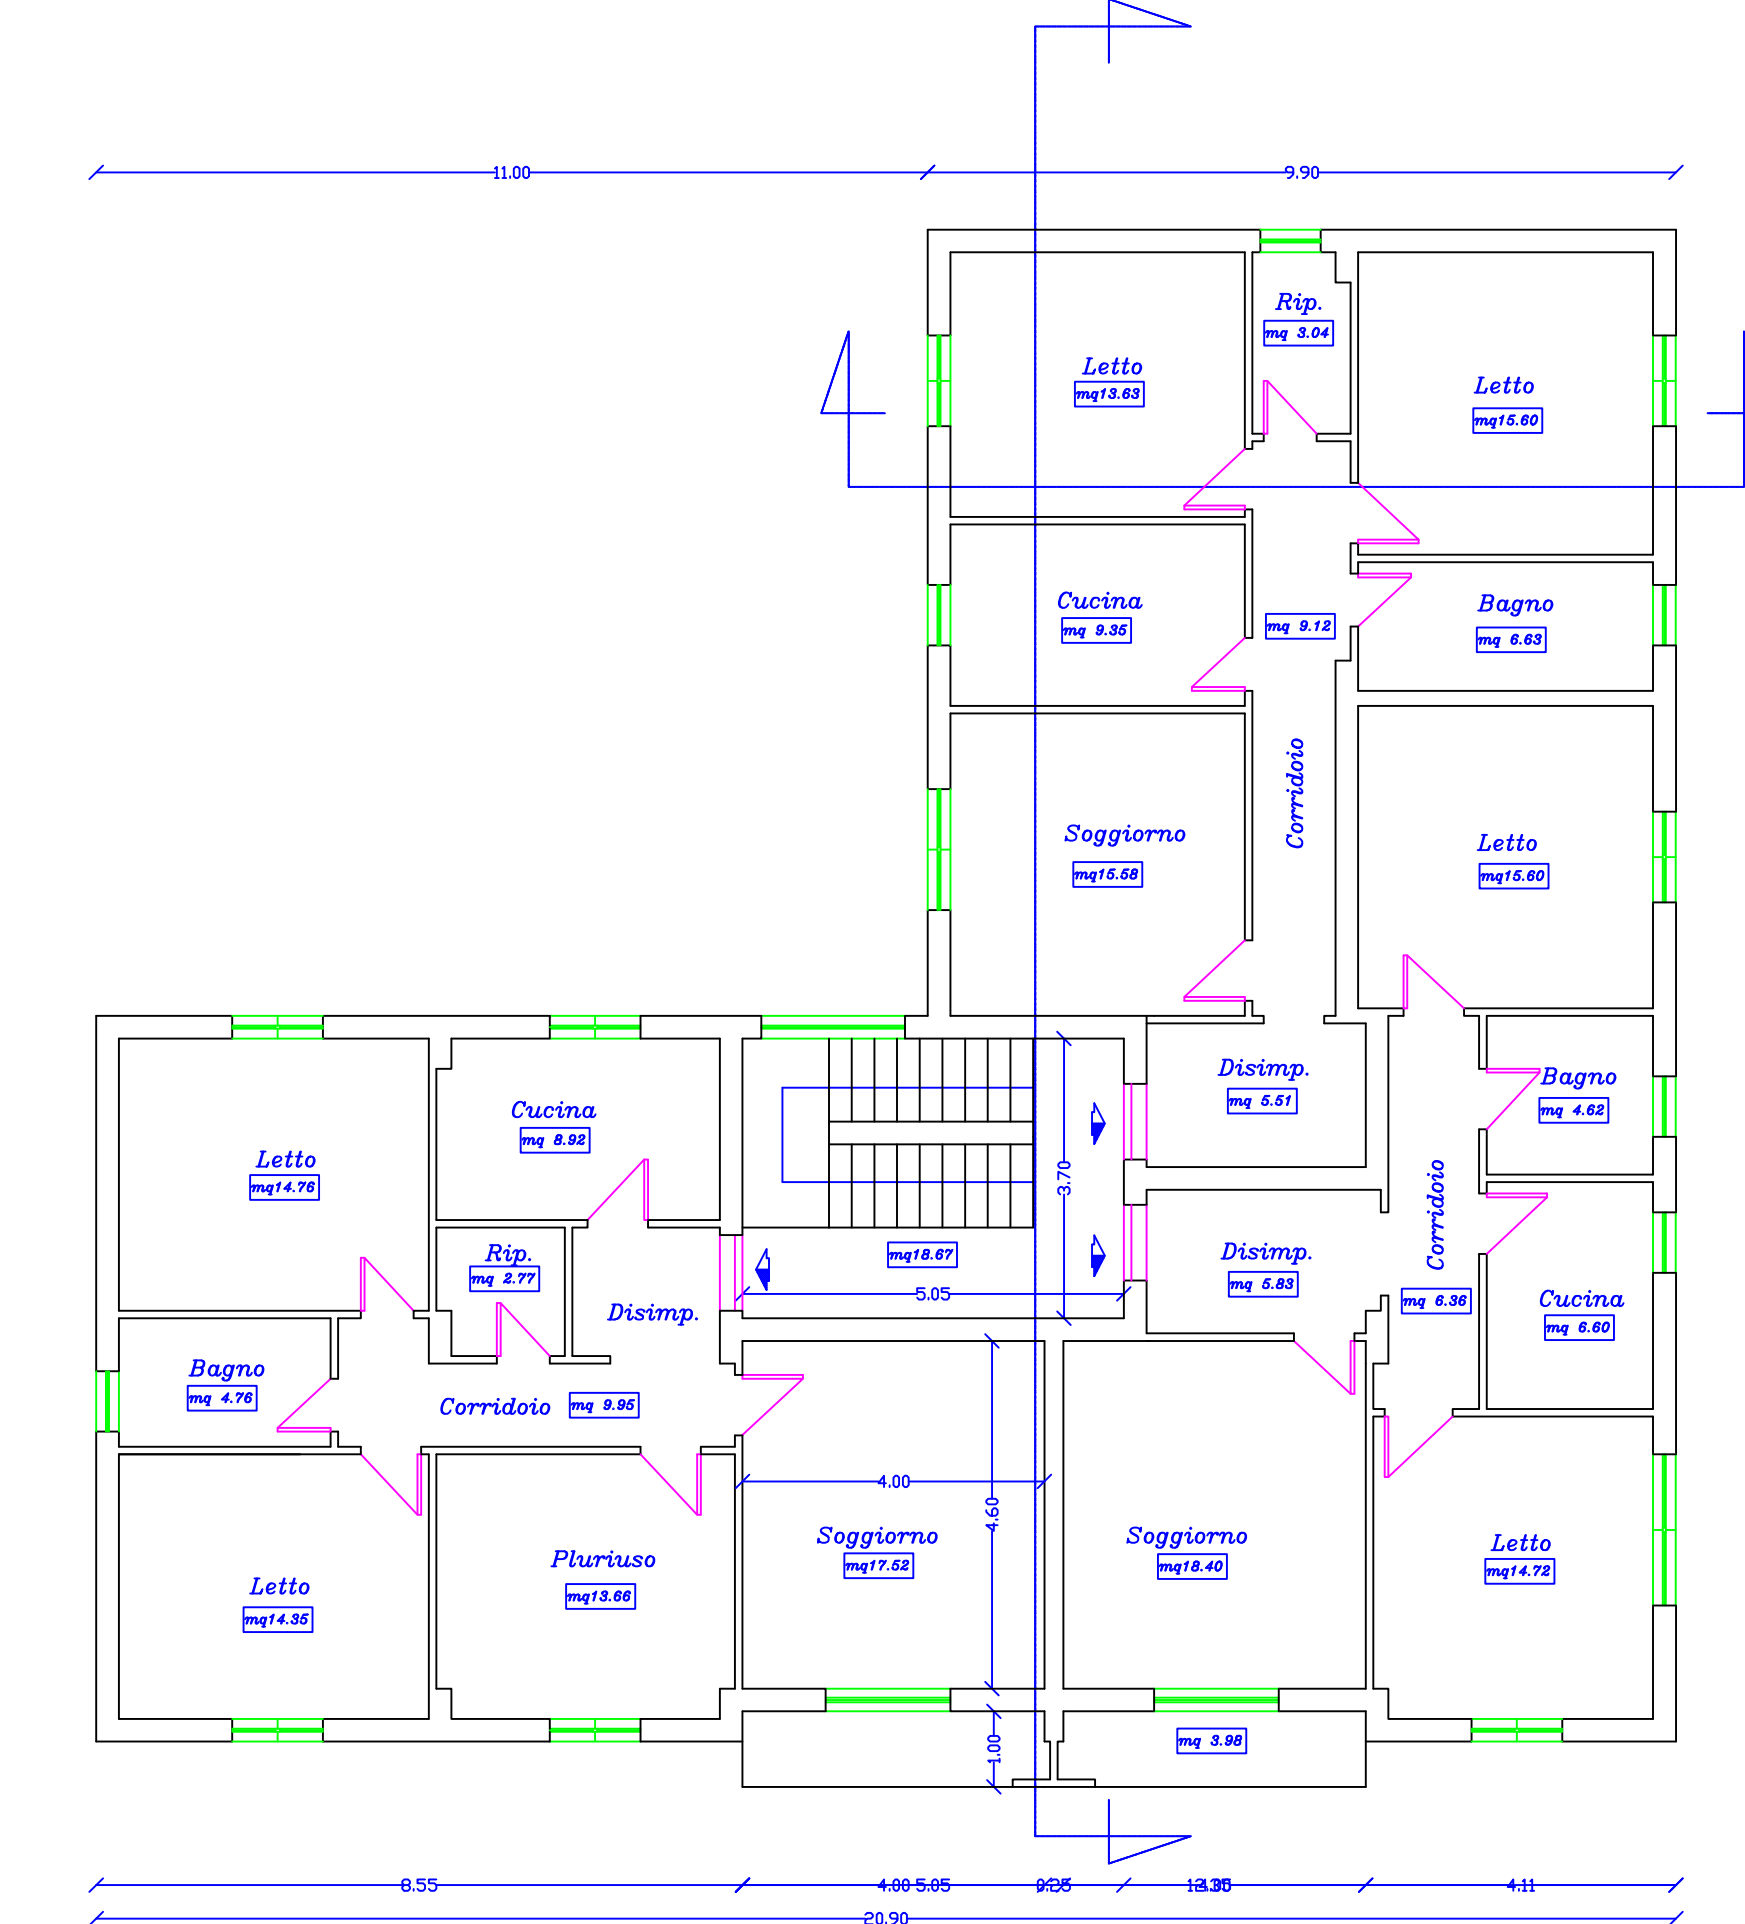 11.00
9.90
Rip.
mq 3.04
Letto
mq13.63
Letto
mq15.60
Cucina
mq 9.35
mq 9.12
Bagno
mq 6.63
Corridoio
Soggiorno
mq15.58
Letto
mq15.60
Disimp.
mq 5.51
Bagno
mq 4.62
Cucina
mq 8.92
Letto
mq14.76
3.70
Corridoio
Rip.
mq 2.77
mq18.67
Disimp.
mq 5.83
5.05
mq 6.36
Cucina
mq 6.60
Disimp.
Bagno
mq 4.76
Corridoio
mq 9.95
4.00
4.60
Soggiorno
mq17.52
Soggiorno
mq18.40
Letto
mq14.72
Pluriuso
mq13.66
Letto
mq14.35
1.00
mq 3.98
8.55
4.00
5.05
4.11
20.90